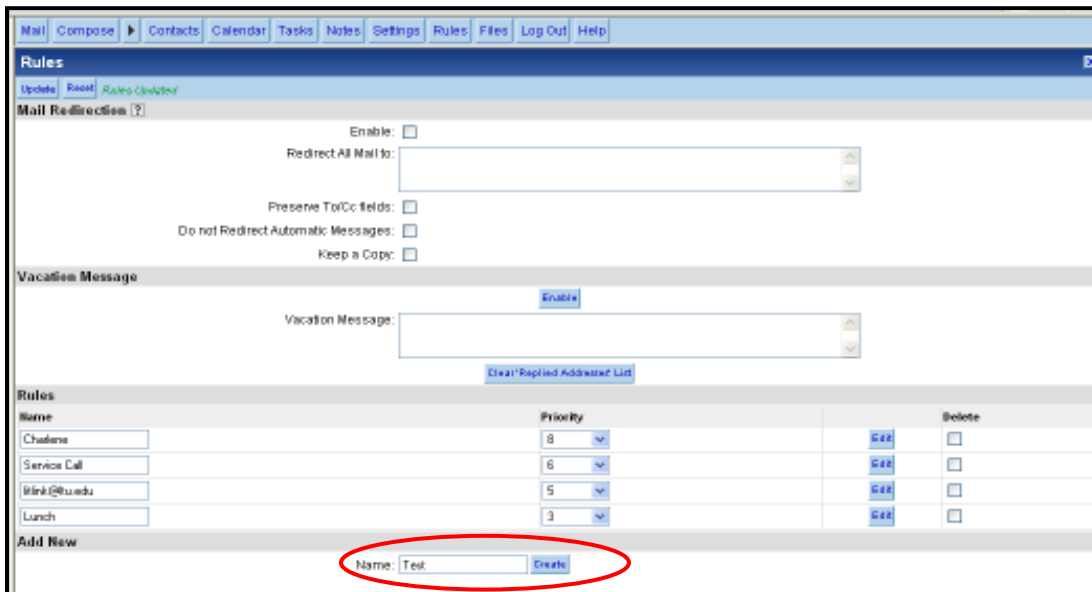 Mail Compose Contacts Calendar Tasks Notes Settings Rules Files Log Out Help
Rules
Update Reset Rules Updated
Mail Redirection ?
Enable:
Redirect All Mail to:
Preserve To/Cc fields:
Do not Redirect Automatic Messages:
Keep a Copy:
Vacation Message
Enable
Vacation Message:
Clear 'Replied Addresses' List
Rules
Name Priority Delete
Charlene 8 Edit
Service Call 6 Edit
5 Edit
Lunch 3 Edit
Add New
Name: Test Create